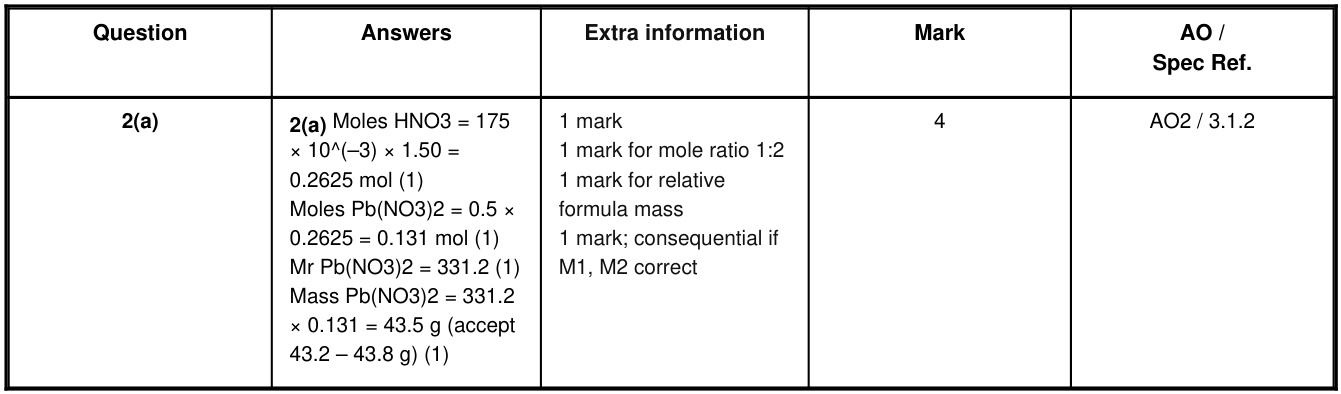 Question
Answers
Extra information
Mark
AO /
Spec Ref.
2(a)
2(a) Moles HNO3 = 175
× 10^(–3) × 1.50 =
0.2625 mol (1)
Moles Pb(NO3)2 = 0.5 ×
0.2625 = 0.131 mol (1)
Mr Pb(NO3)2 = 331.2 (1)
Mass Pb(NO3)2 = 331.2
× 0.131 = 43.5 g (accept
43.2 – 43.8 g) (1)
1 mark
1 mark for mole ratio 1:2
1 mark for relative
formula mass
1 mark; consequential if
M1, M2 correct
4
AO2 / 3.1.2